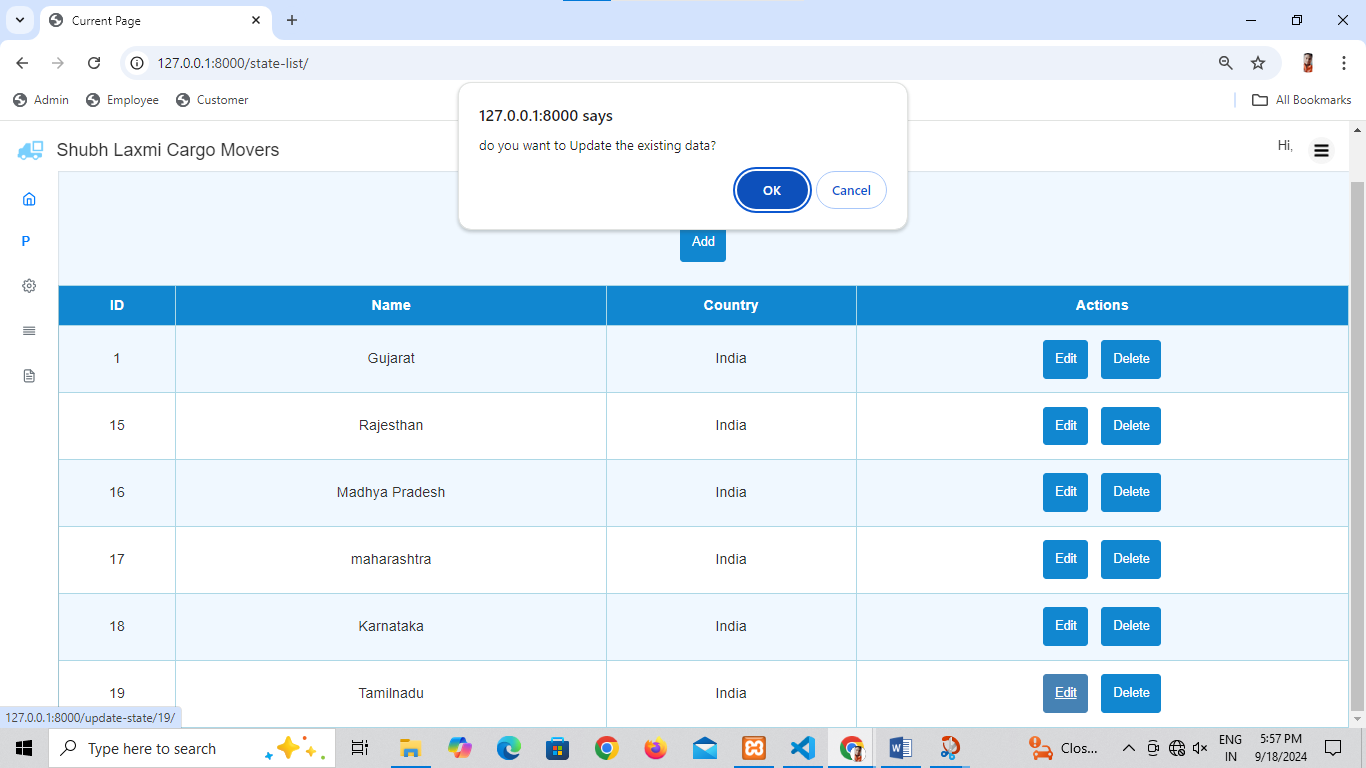 Current Page
127.0.0.1:8000/state-list/
Admin Employee Customer All Bookmarks
127.0.0.1:8000 says
do you want to Update the existing data?
OK Cancel
Shubh Laxmi Cargo Movers Hi,
P
Add
ID Name Country Actions
1 Gujarat India Edit Delete
15 Rajesthan India Edit Delete
16 Madhya Pradesh India Edit Delete
17 maharashtra India Edit Delete
18 Karnataka India Edit Delete
19 Tamilnadu India Edit Delete
127.0.0.1:8000/update-state/19/
Type here to search Clos... ENG 5:57 PM
IN 9/18/2024